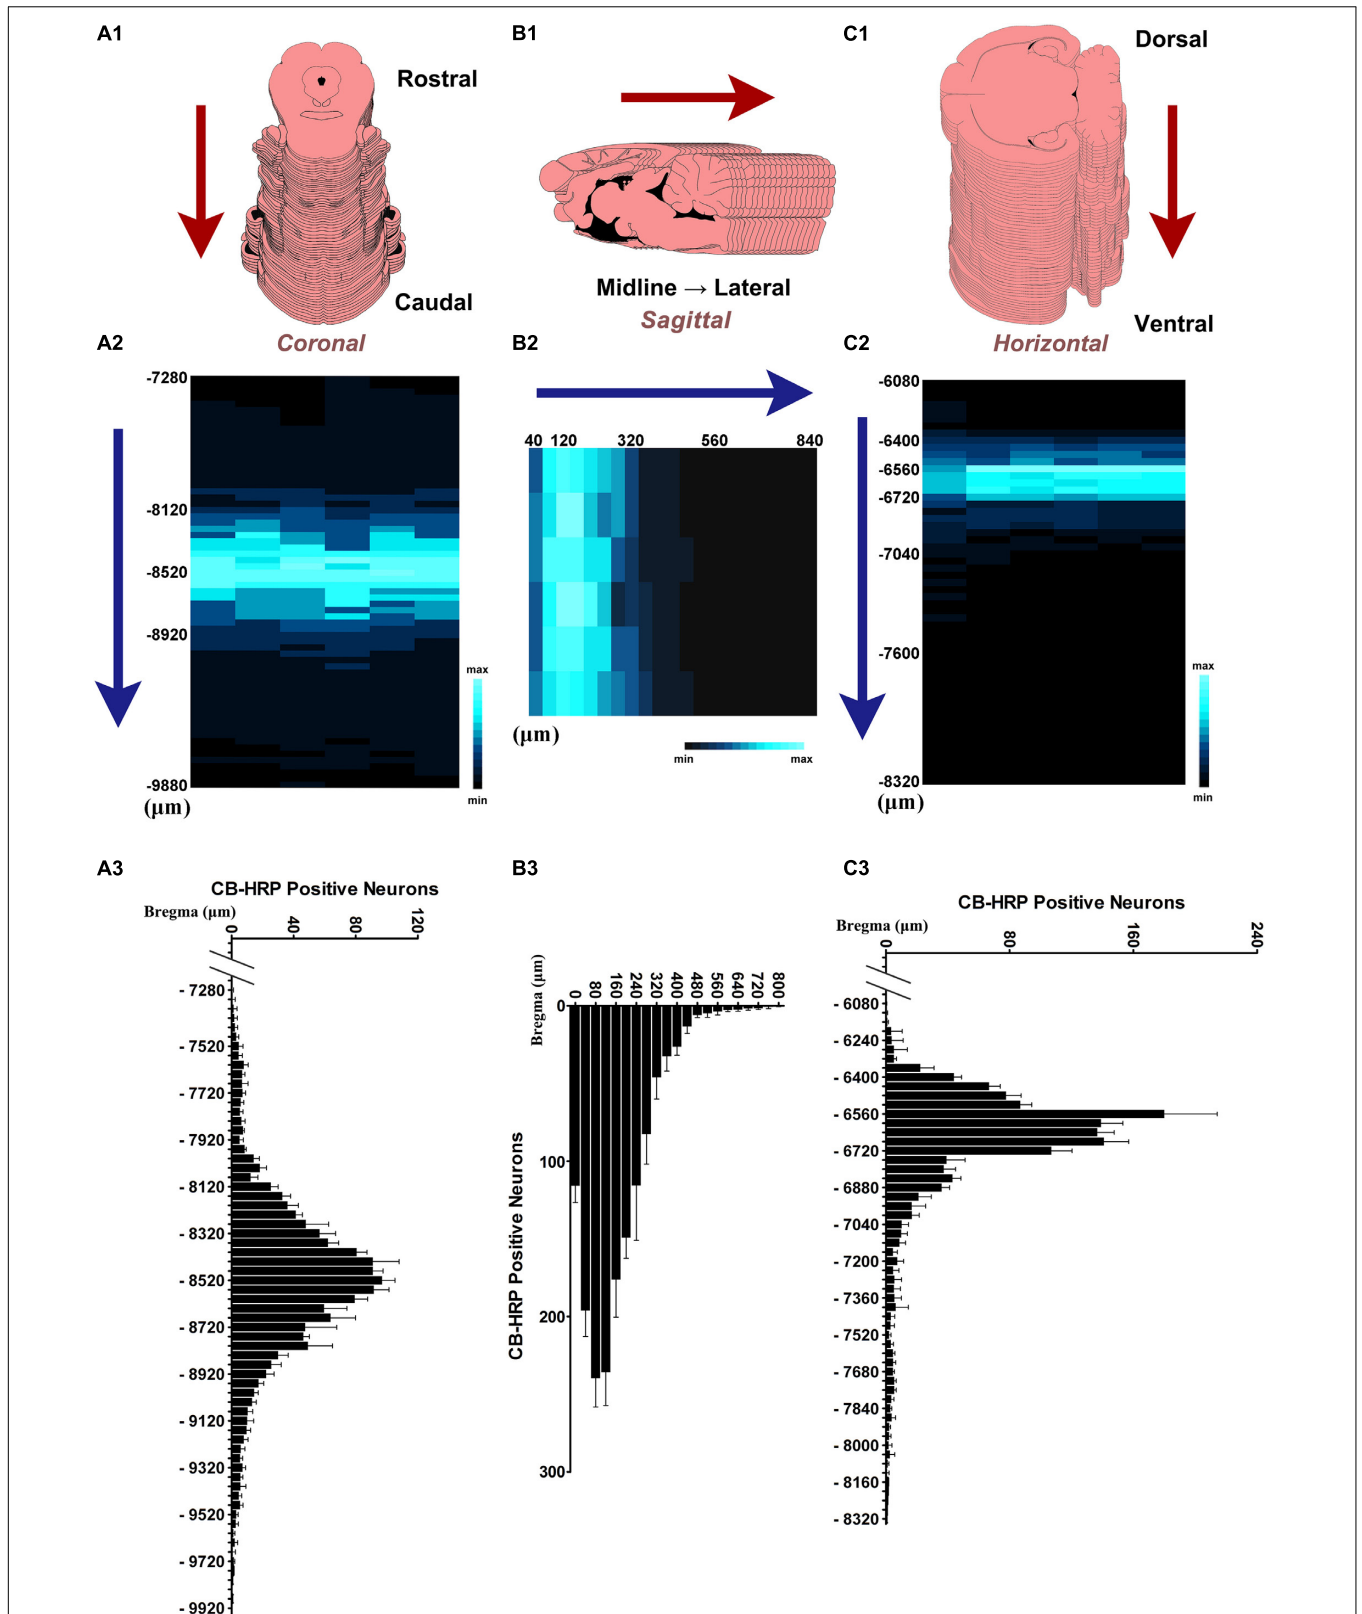 A1
B1
C1
Rostral
Caudal
Midline → Lateral
Dorsal
Ventral
Coronal
Sagittal
Horizontal
A2
B2
C2
-7280
-8120
-8520
-8920
-9880
(μm)
max
min
40 120 320 560 840
(μm)
min max
-6080
-6400
-6560
-6720
-7040
-7600
-8320
(μm)
max
min
A3
B3
C3
CB-HRP Positive Neurons
Bregma (μm)
0 40 80 120
- 7280
- 7520
- 7720
- 7920
- 8120
- 8320
- 8520
- 8720
- 8920
- 9120
- 9320
- 9520
- 9720
- 9920
Bregma (μm)
0 80 160 240 320 400 480 560 640 720 800
CB-HRP Positive Neurons
0
100
200
300
CB-HRP Positive Neurons
Bregma (μm)
0 80 160 240
- 6080
- 6240
- 6400
- 6560
- 6720
- 6880
- 7040
- 7200
- 7360
- 7520
- 7680
- 7840
- 8000
- 8160
- 8320